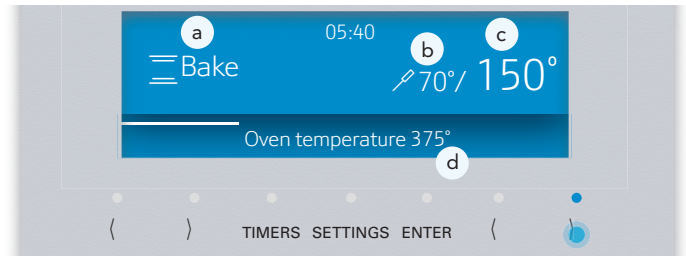 a
05:40
b
c
Bake
70°/ 150°
Oven temperature 375°
d
TIMERS SETTINGS ENTER